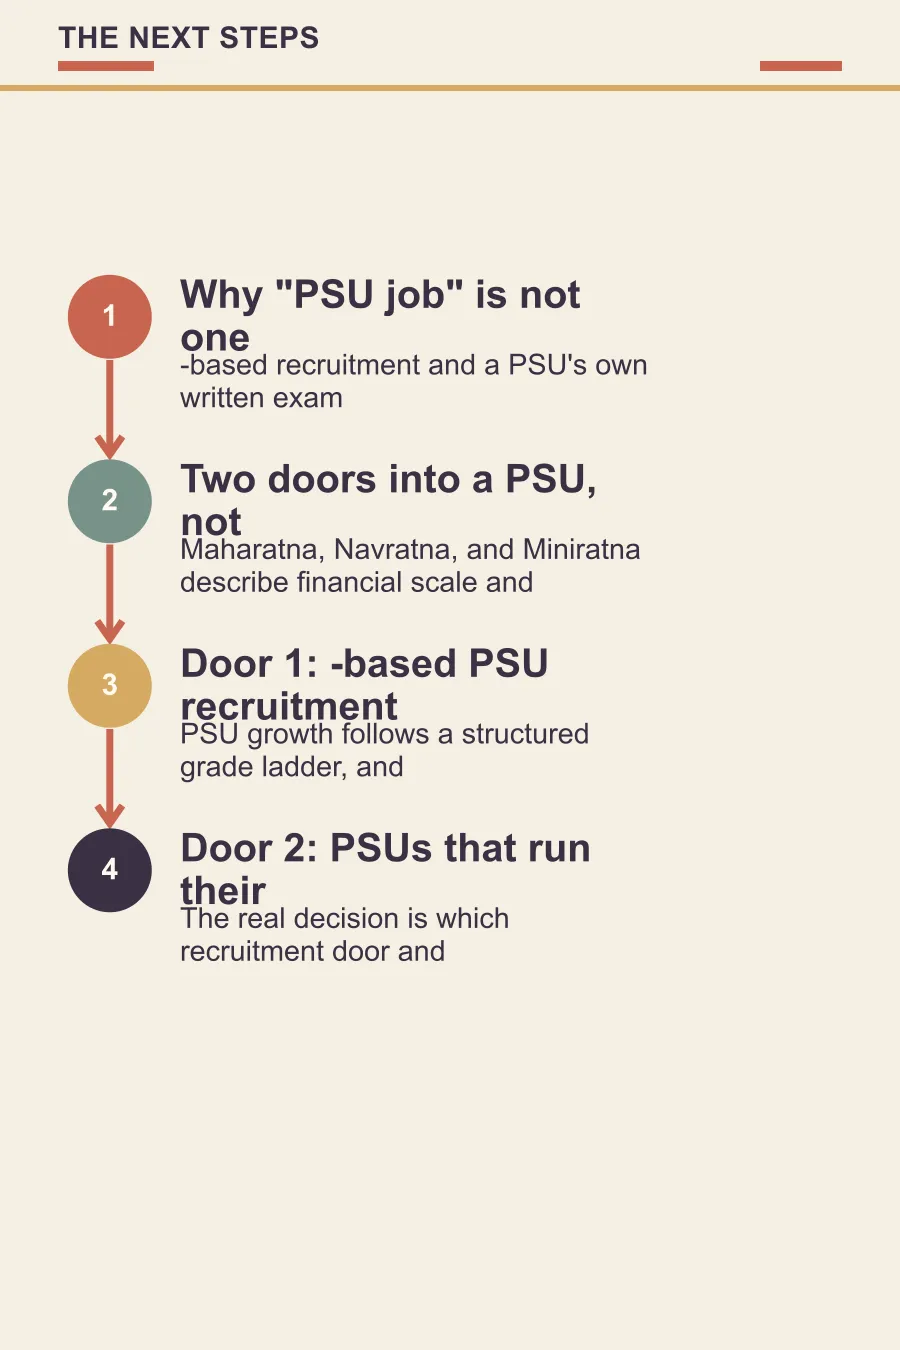 THE NEXT STEPS
1
Why "PSU job" is not
one
-based recruitment and a PSU's own
written exam
2
Two doors into a PSU,
not
Maharatna, Navratna, and Miniratna
describe financial scale and
3
Door 1: -based PSU
recruitment
PSU growth follows a structured
grade ladder, and
4
Door 2: PSUs that run
their
The real decision is which
recruitment door and